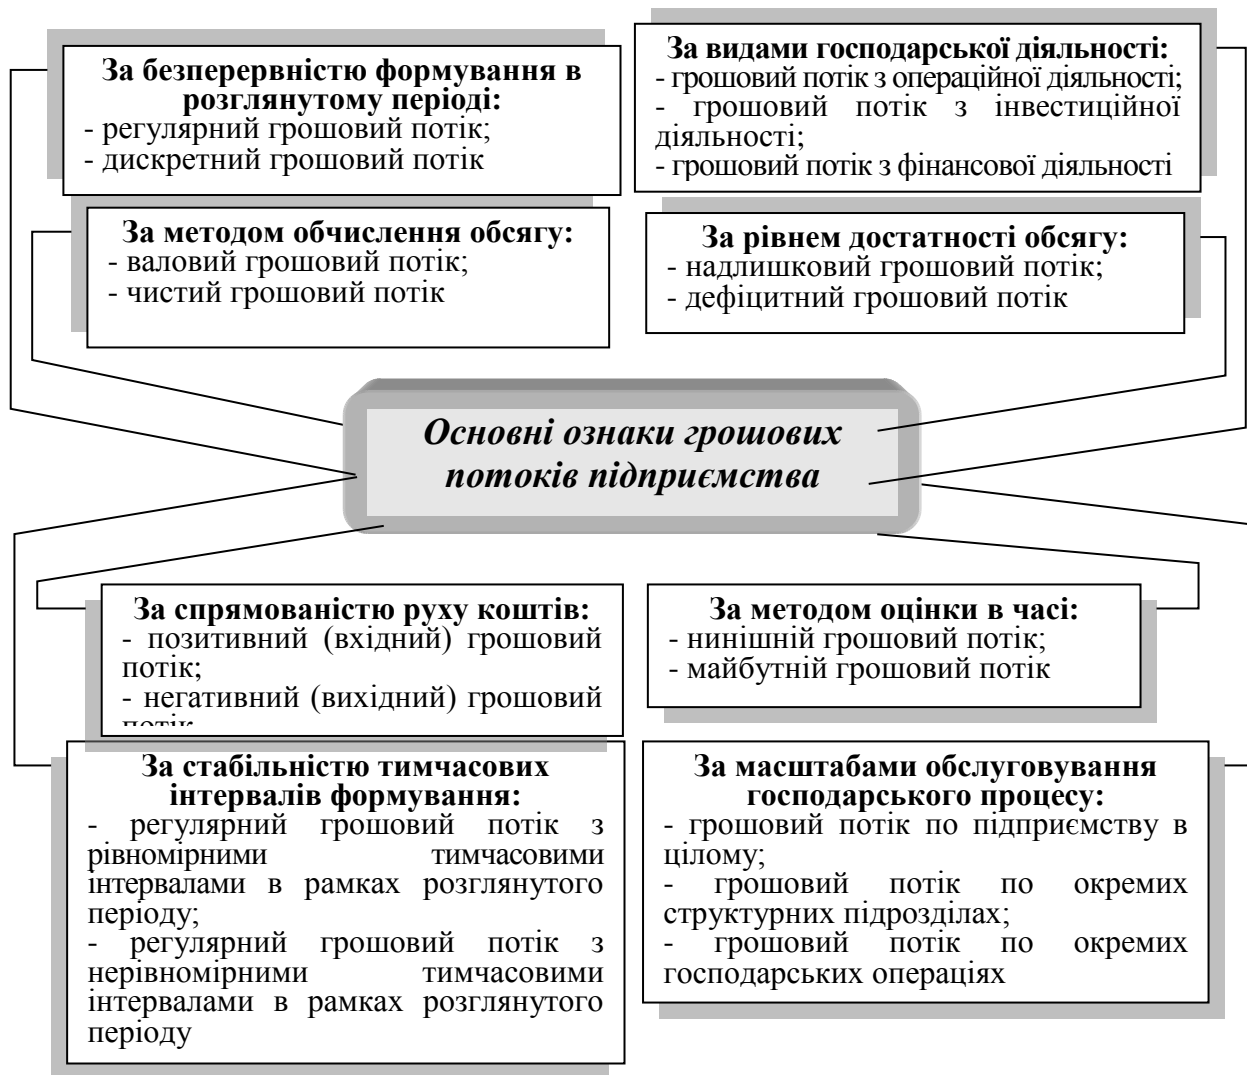 За безперервністю формування в
розглянутому періоді:
- регулярний грошовий потік;
- дискретний грошовий потік
За видами господарської діяльності:
- грошовий потік з операційної діяльності;
- грошовий потік з інвестиційної
діяльності;
- грошовий потік з фінансової діяльності
За методом обчислення обсягу:
- валовий грошовий потік;
- чистий грошовий потік
За рівнем достатності обсягу:
- надлишковий грошовий потік;
- дефіцитний грошовий потік
Основні ознаки грошових
потоків підприємства
За спрямованістю руху коштів:
- позитивний (вхідний) грошовий
потік;
- негативний (вихідний) грошовий
потік
За методом оцінки в часі:
- нинішній грошовий потік;
- майбутній грошовий потік
За стабільністю тимчасових
інтервалів формування:
- регулярний грошовий потік з
рівномірними тимчасовими
інтервалами в рамках розглянутого
періоду;
- регулярний грошовий потік з
нерівномірними тимчасовими
інтервалами в рамках розглянутого
періоду
За масштабами обслуговування
господарського процесу:
- грошовий потік по підприємству в
цілому;
- грошовий потік по окремих
структурних підрозділах;
- грошовий потік по окремих
господарських операціях